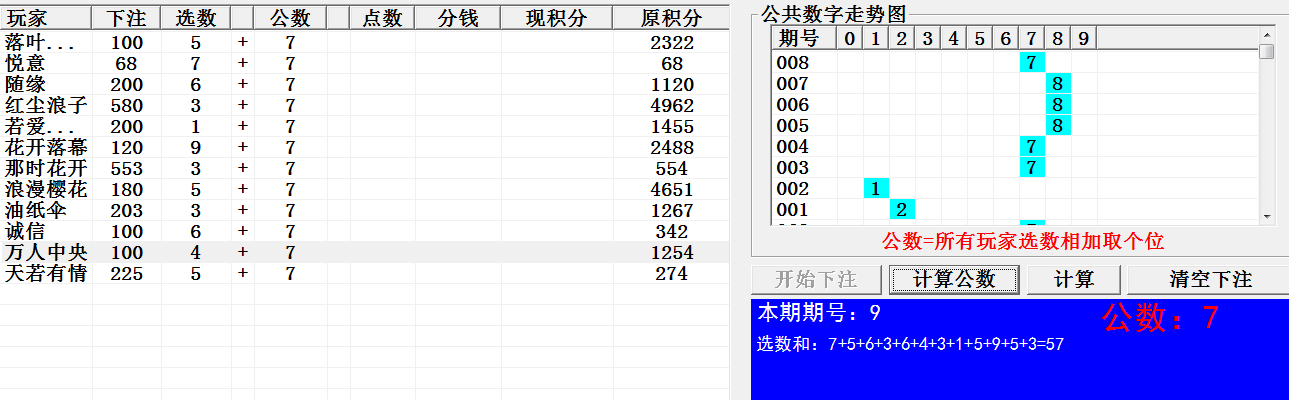 玩家 下注 选数 公数 点数 分钱 现积分 原积分
落叶... 100 5 + 7 2322
悦意 68 7 + 7 68
随缘 200 6 + 7 1120
红尘浪子 580 3 + 7 4962
若爱... 200 1 + 7 1455
花开落幕 120 9 + 7 2488
那时花开 553 3 + 7 554
浪漫樱花 180 5 + 7 4651
油纸伞 203 3 + 7 1267
诚信 100 6 + 7 342
万人中央 100 4 + 7 1254
天若有情 225 5 + 7 274
公共数字走势图
期号 0 1 2 3 4 5 6 7 8 9
008 7
007 8
006 8
005 8
004 7
003 7
002 1
001 2
公数=所有玩家选数相加取个位
开始下注 计算公数 计算 清空下注
本期期号：9 公数：7
选数和：7+5+6+3+6+4+3+1+5+9+5+3=57